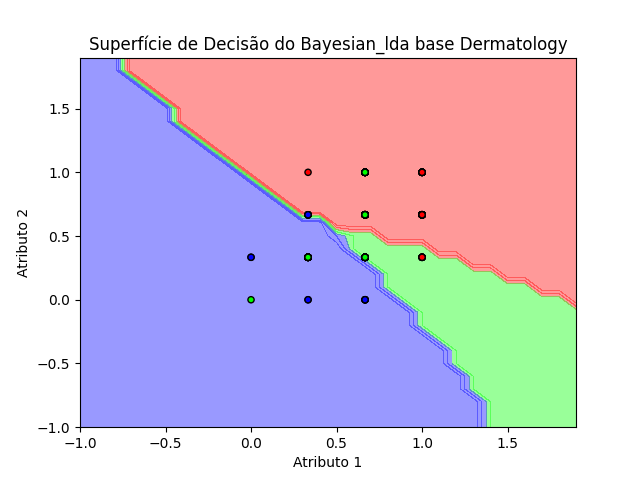 Superfície de Decisão do Bayesian_lda base Dermatology
Atributo 2
1.5
1.0
0.5
0.0
−0.5
−1.0
−1.0 −0.5 0.0 0.5 1.0 1.5
Atributo 1